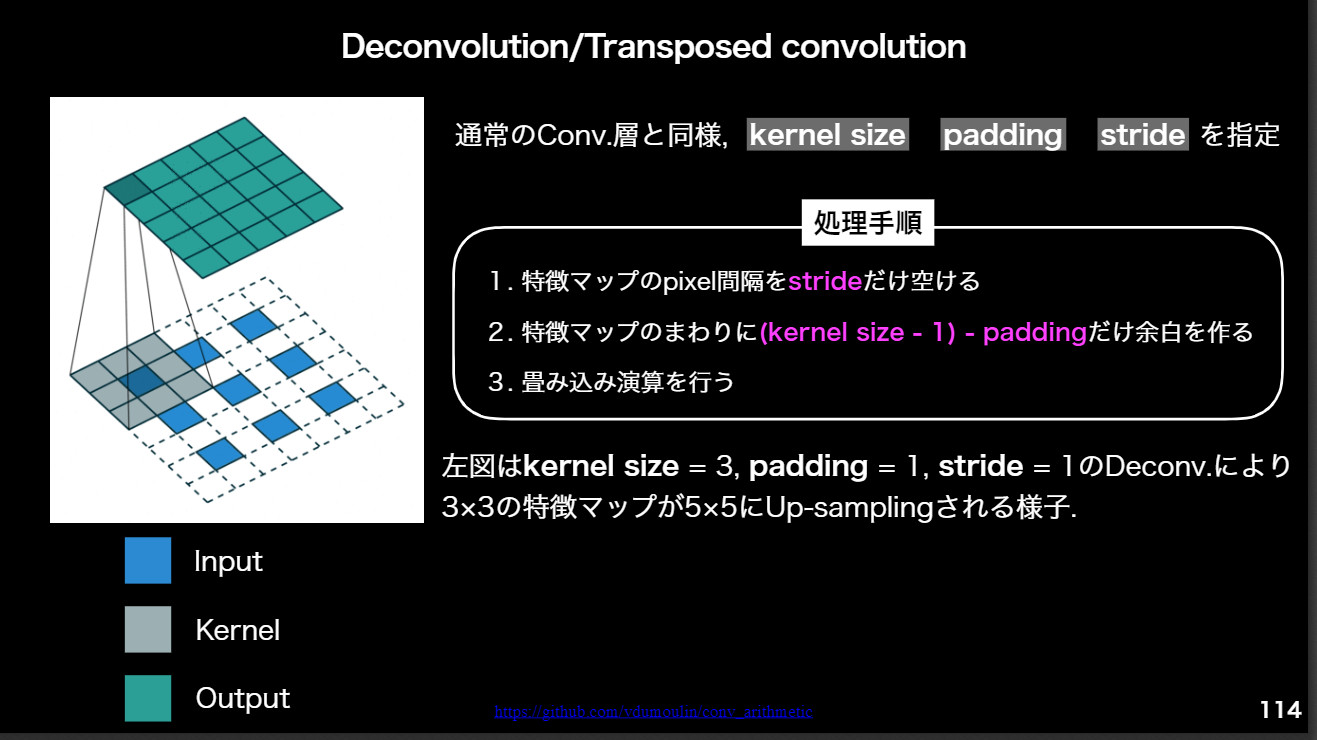 Deconvolution/Transposed convolution
通常のConv.層と同様, kernel size padding stride を指定
処理手順
1. 特徴マップのpixel間隔をstrideだけ空ける
2. 特徴マップのまわりに(kernel size - 1) - paddingだけ余白を作る
3. 畳み込み演算を行う
左図はkernel size = 3, padding = 1, stride = 1のDeconv.により
3×3の特徴マップが5×5にUp-samplingされる様子.
Input
Kernel
Output
https://github.com/vdumoulin/conv_arithmetic
114